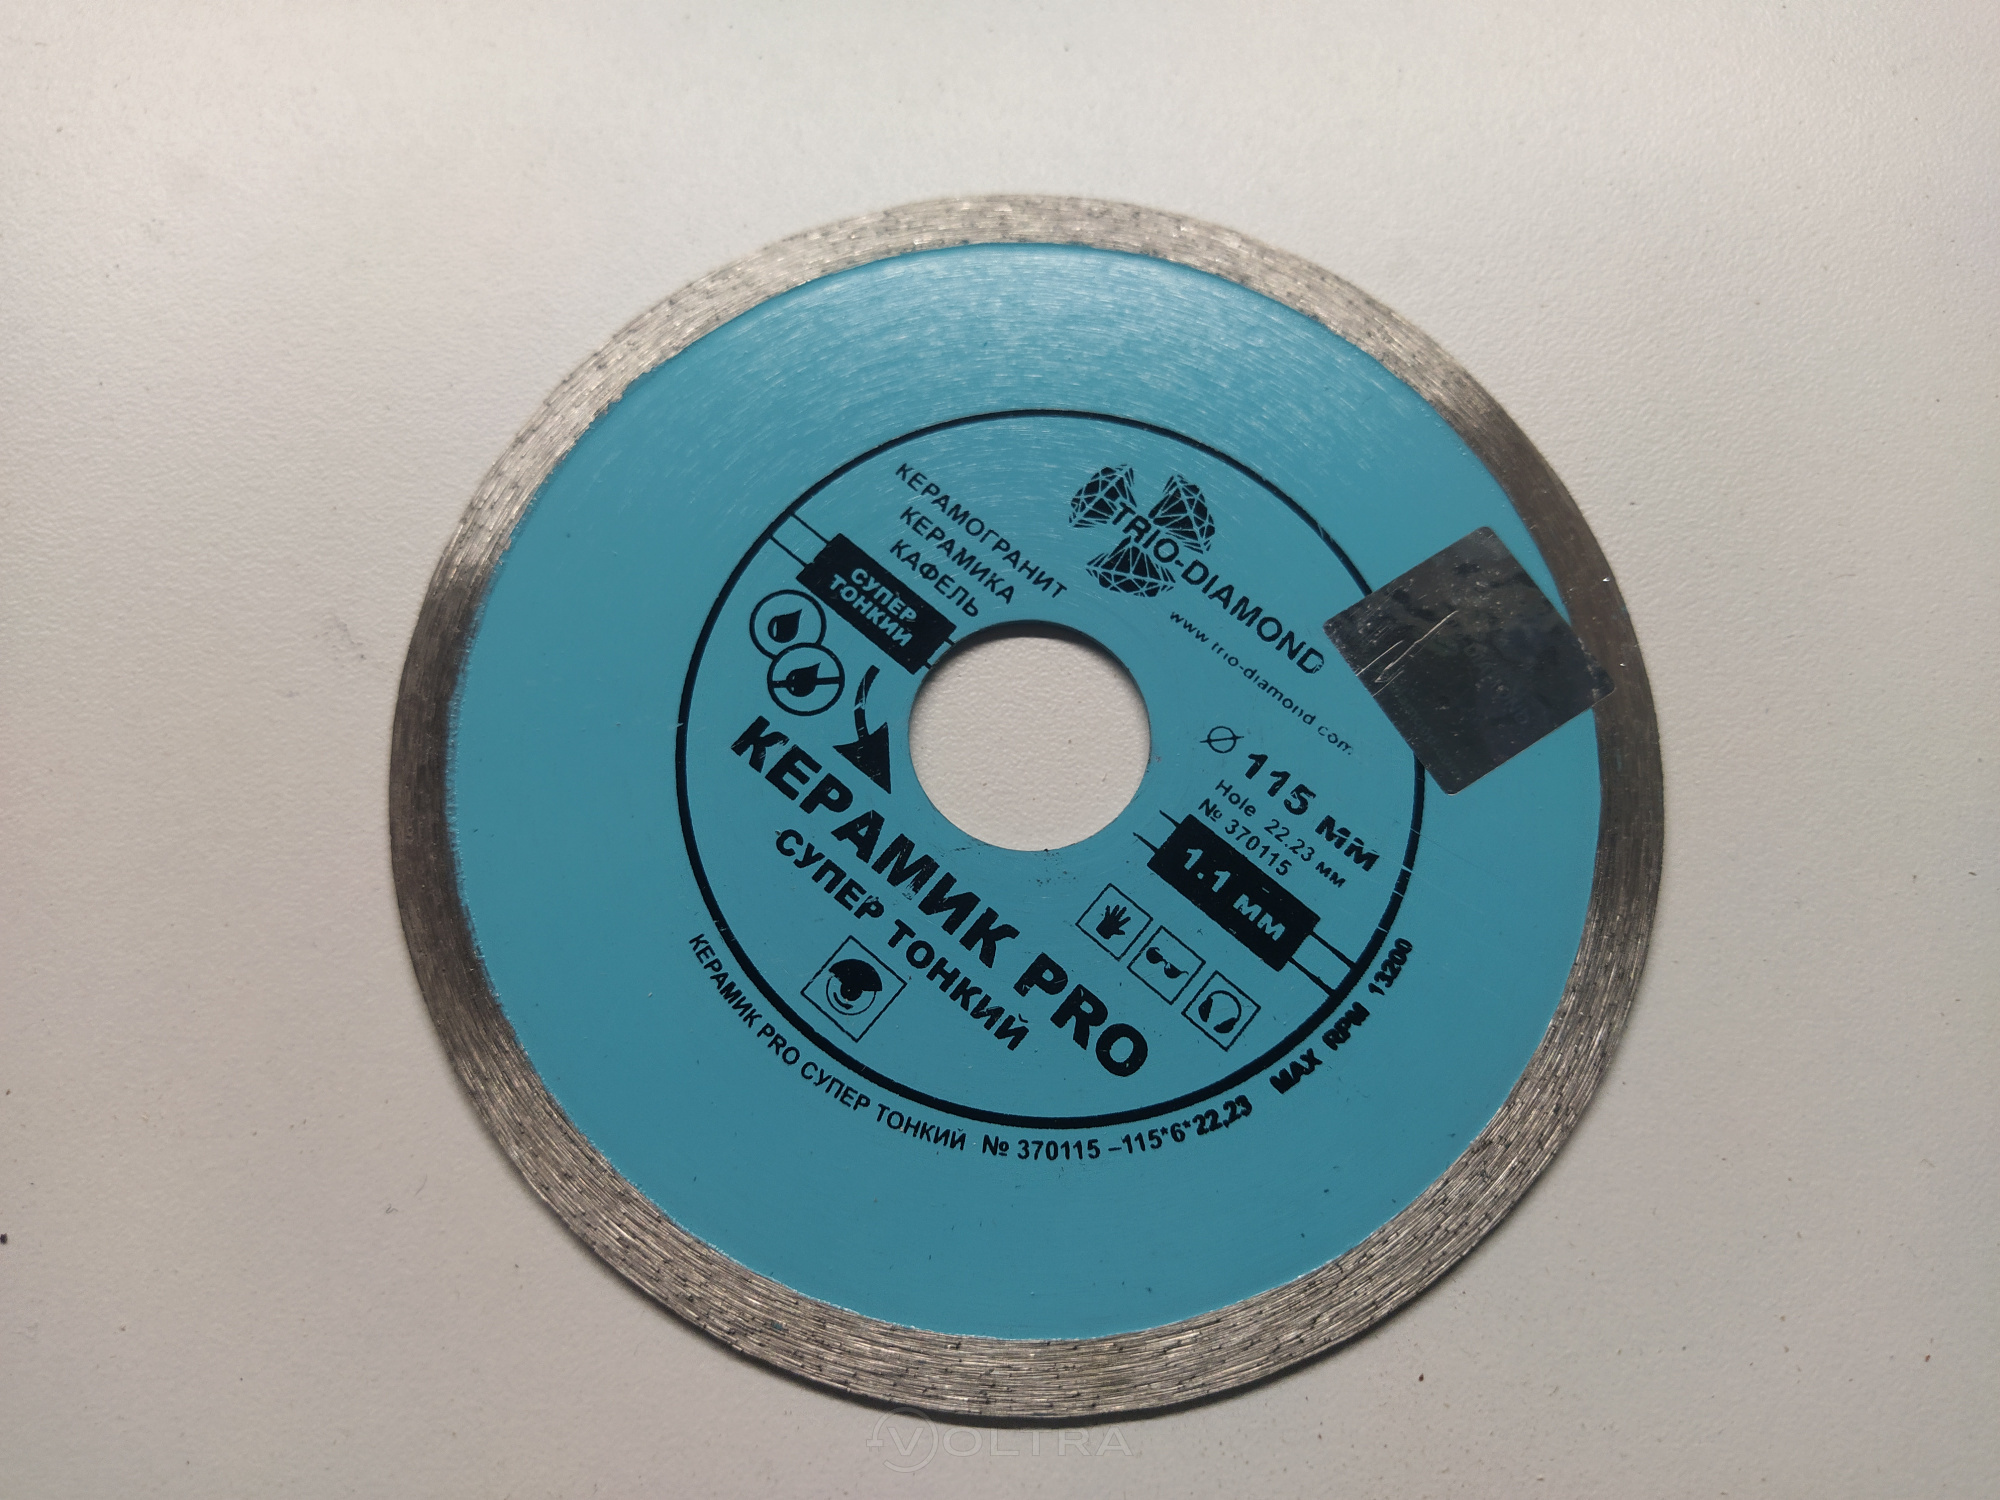 TRIO-DIAMOND
www.trio-diamond.com
КЕРАМОГРАНИТ
КЕРАМИКА
КАФЕЛЬ
СУПЕР
ТОНКИЙ
Ø 115 мм
Hole 22.23 мм
№ 370115
1.1 мм
КЕРАМИК PRO
СУПЕР ТОНКИЙ
КЕРАМИК PRO СУПЕР ТОНКИЙ № 370115 –115*6*22,23 MAX RPM 13200
VOLTRA